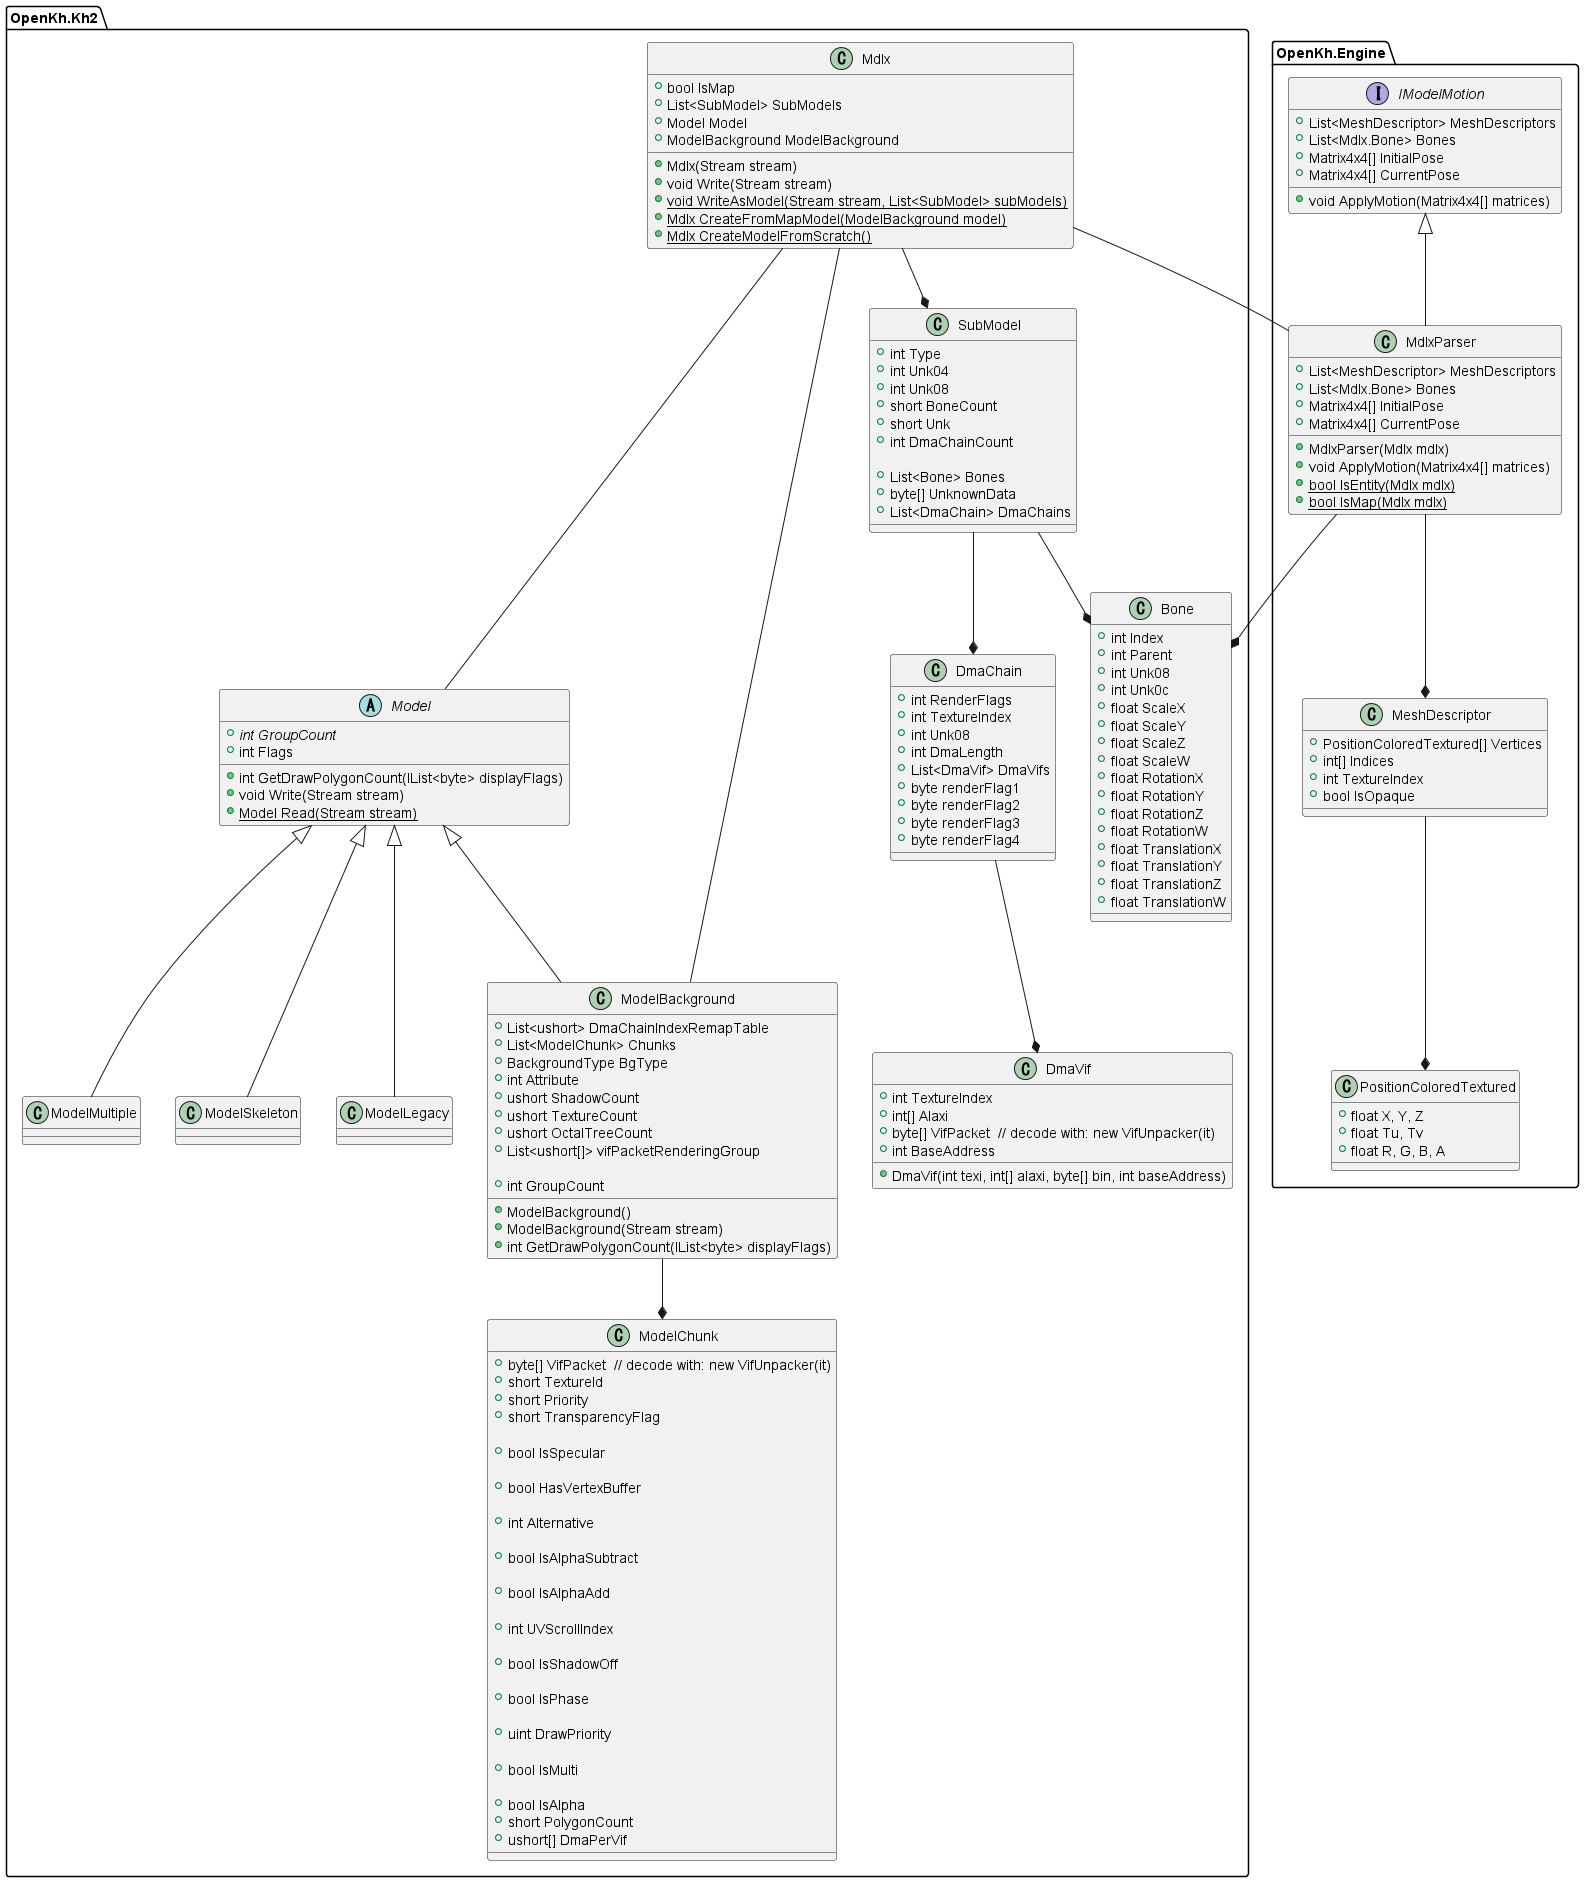 OpenKh.Kh2
C Mdlx
bool IsMap
List<SubModel> SubModels
Model Model
ModelBackground ModelBackground
Mdlx(Stream stream)
void Write(Stream stream)
void WriteAsModel(Stream stream, List<SubModel> subModels)
Mdlx CreateFromMapModel(ModelBackground model)
Mdlx CreateModelFromScratch()
C SubModel
int Type
int Unk04
int Unk08
short BoneCount
short Unk
int DmaChainCount
List<Bone> Bones
byte[] UnknownData
List<DmaChain> DmaChains
C Bone
int Index
int Parent
int Unk08
int Unk0c
float ScaleX
float ScaleY
float ScaleZ
float ScaleW
float RotationX
float RotationY
float RotationZ
float RotationW
float TranslationX
float TranslationY
float TranslationZ
float TranslationW
C DmaChain
int RenderFlags
int TextureIndex
int Unk08
int DmaLength
List<DmaVif> DmaVifs
byte renderFlag1
byte renderFlag2
byte renderFlag3
byte renderFlag4
A Model
int GroupCount
int Flags
int GetDrawPolygonCount(IList<byte> displayFlags)
void Write(Stream stream)
Model Read(Stream stream)
C ModelMultiple
C ModelSkeleton
C ModelLegacy
C ModelBackground
List<ushort> DmaChainIndexRemapTable
List<ModelChunk> Chunks
BackgroundType BgType
int Attribute
ushort ShadowCount
ushort TextureCount
ushort OctalTreeCount
List<ushort[]> vifPacketRenderingGroup
int GroupCount
ModelBackground()
ModelBackground(Stream stream)
int GetDrawPolygonCount(IList<byte> displayFlags)
C DmaVif
int TextureIndex
int[] Alaxi
byte[] VifPacket // decode with: new VifUnpacker(it)
int BaseAddress
DmaVif(int texi, int[] alaxi, byte[] bin, int baseAddress)
C ModelChunk
byte[] VifPacket // decode with: new VifUnpacker(it)
short TextureId
short Priority
short TransparencyFlag
bool IsSpecular
bool HasVertexBuffer
int Alternative
bool IsAlphaSubtract
bool IsAlphaAdd
int UVScrollIndex
bool IsShadowOff
bool IsPhase
uint DrawPriority
bool IsMulti
bool IsAlpha
short PolygonCount
ushort[] DmaPerVif
OpenKh.Engine
I IModelMotion
List<MeshDescriptor> MeshDescriptors
List<Mdlx.Bone> Bones
Matrix4x4[] InitialPose
Matrix4x4[] CurrentPose
void ApplyMotion(Matrix4x4[] matrices)
C MdlxParser
List<MeshDescriptor> MeshDescriptors
List<Mdlx.Bone> Bones
Matrix4x4[] InitialPose
Matrix4x4[] CurrentPose
MdlxParser(Mdlx mdlx)
void ApplyMotion(Matrix4x4[] matrices)
bool IsEntity(Mdlx mdlx)
bool IsMap(Mdlx mdlx)
C MeshDescriptor
PositionColoredTextured[] Vertices
int[] Indices
int TextureIndex
bool IsOpaque
C PositionColoredTextured
float X, Y, Z
float Tu, Tv
float R, G, B, A